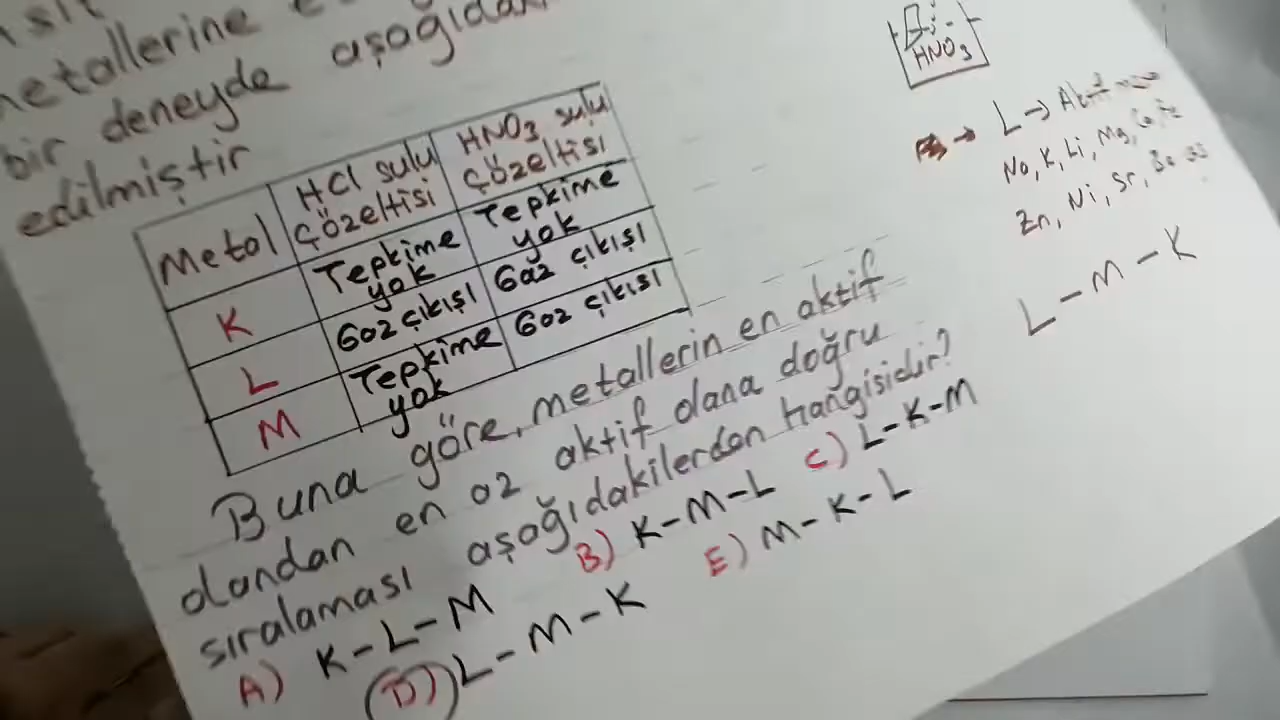 metallerine
bir deneyde aşağıdaki
edilmiştir
Metal HCl sulu çözeltisi HNO3 sulu çözeltisi
K Tepkime yok Tepkime yok
L Gaz çıkışı Gaz çıkışı
M Tepkime yok Gaz çıkışı
Buna göre, metallerin en aktif
olandan en az aktif olana doğru
sıralaması aşağıdakilerden hangisidir?
A) K-L-M B) K-M-L C) L-K-M
D) L-M-K E) M-K-L
HNO3
→ L → Aktif
Na, K, Li, Mg, Ca, Fe
Zn, Ni, Sr, Ba
L-M-K